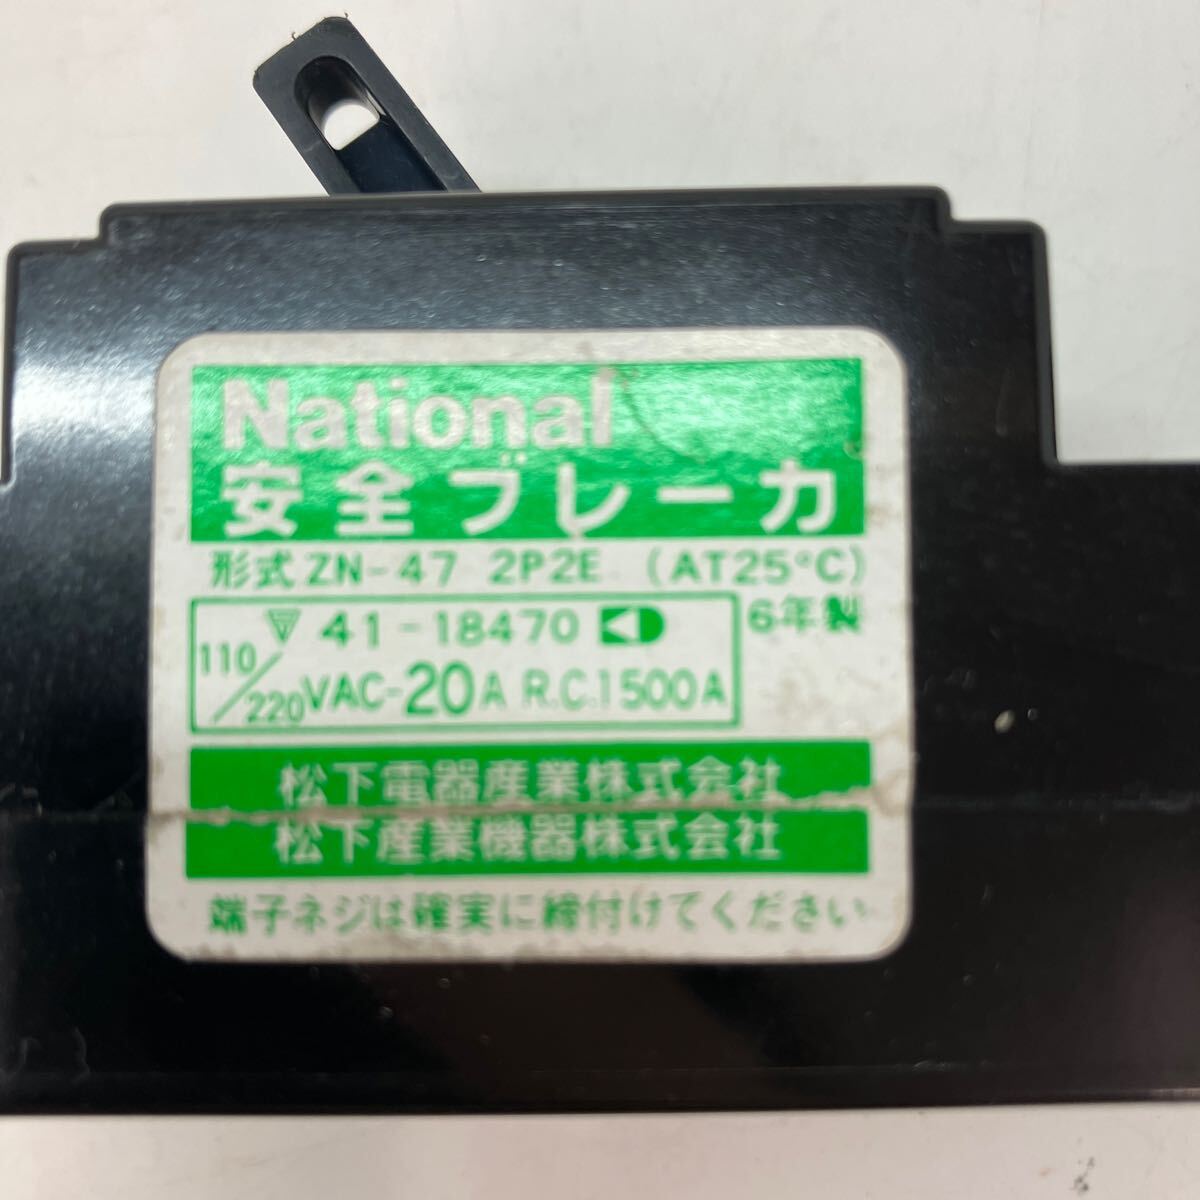 National
安全ブレーカ
形式 ZN-47 2P2E (AT25°C)
6年製
41-18470
110/220VAC-20A R.C.1500A
松下電器産業株式会社
松下産業機器株式会社
端子ネジは確実に締付けてください